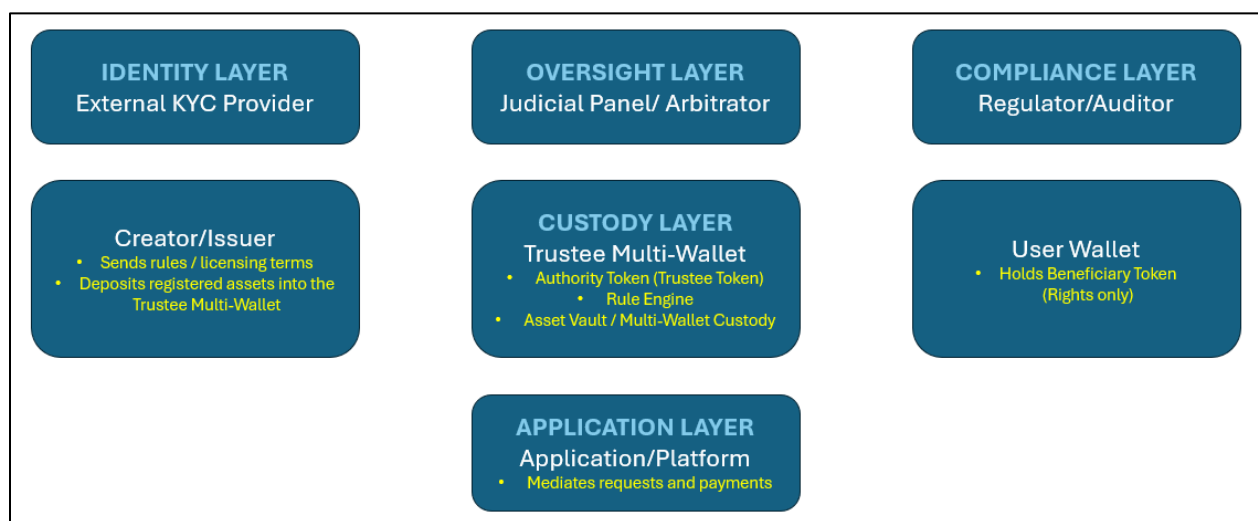 IDENTITY LAYER
External KYC Provider
OVERSIGHT LAYER
Judicial Panel/ Arbitrator
COMPLIANCE LAYER
Regulator/Auditor
Creator/Issuer
• Sends rules / licensing terms
• Deposits registered assets into the
Trustee Multi-Wallet
CUSTODY LAYER
Trustee Multi-Wallet
• Authority Token (Trustee Token)
• Rule Engine
• Asset Vault / Multi-Wallet Custody
User Wallet
• Holds Beneficiary Token
(Rights only)
APPLICATION LAYER
Application/Platform
• Mediates requests and payments